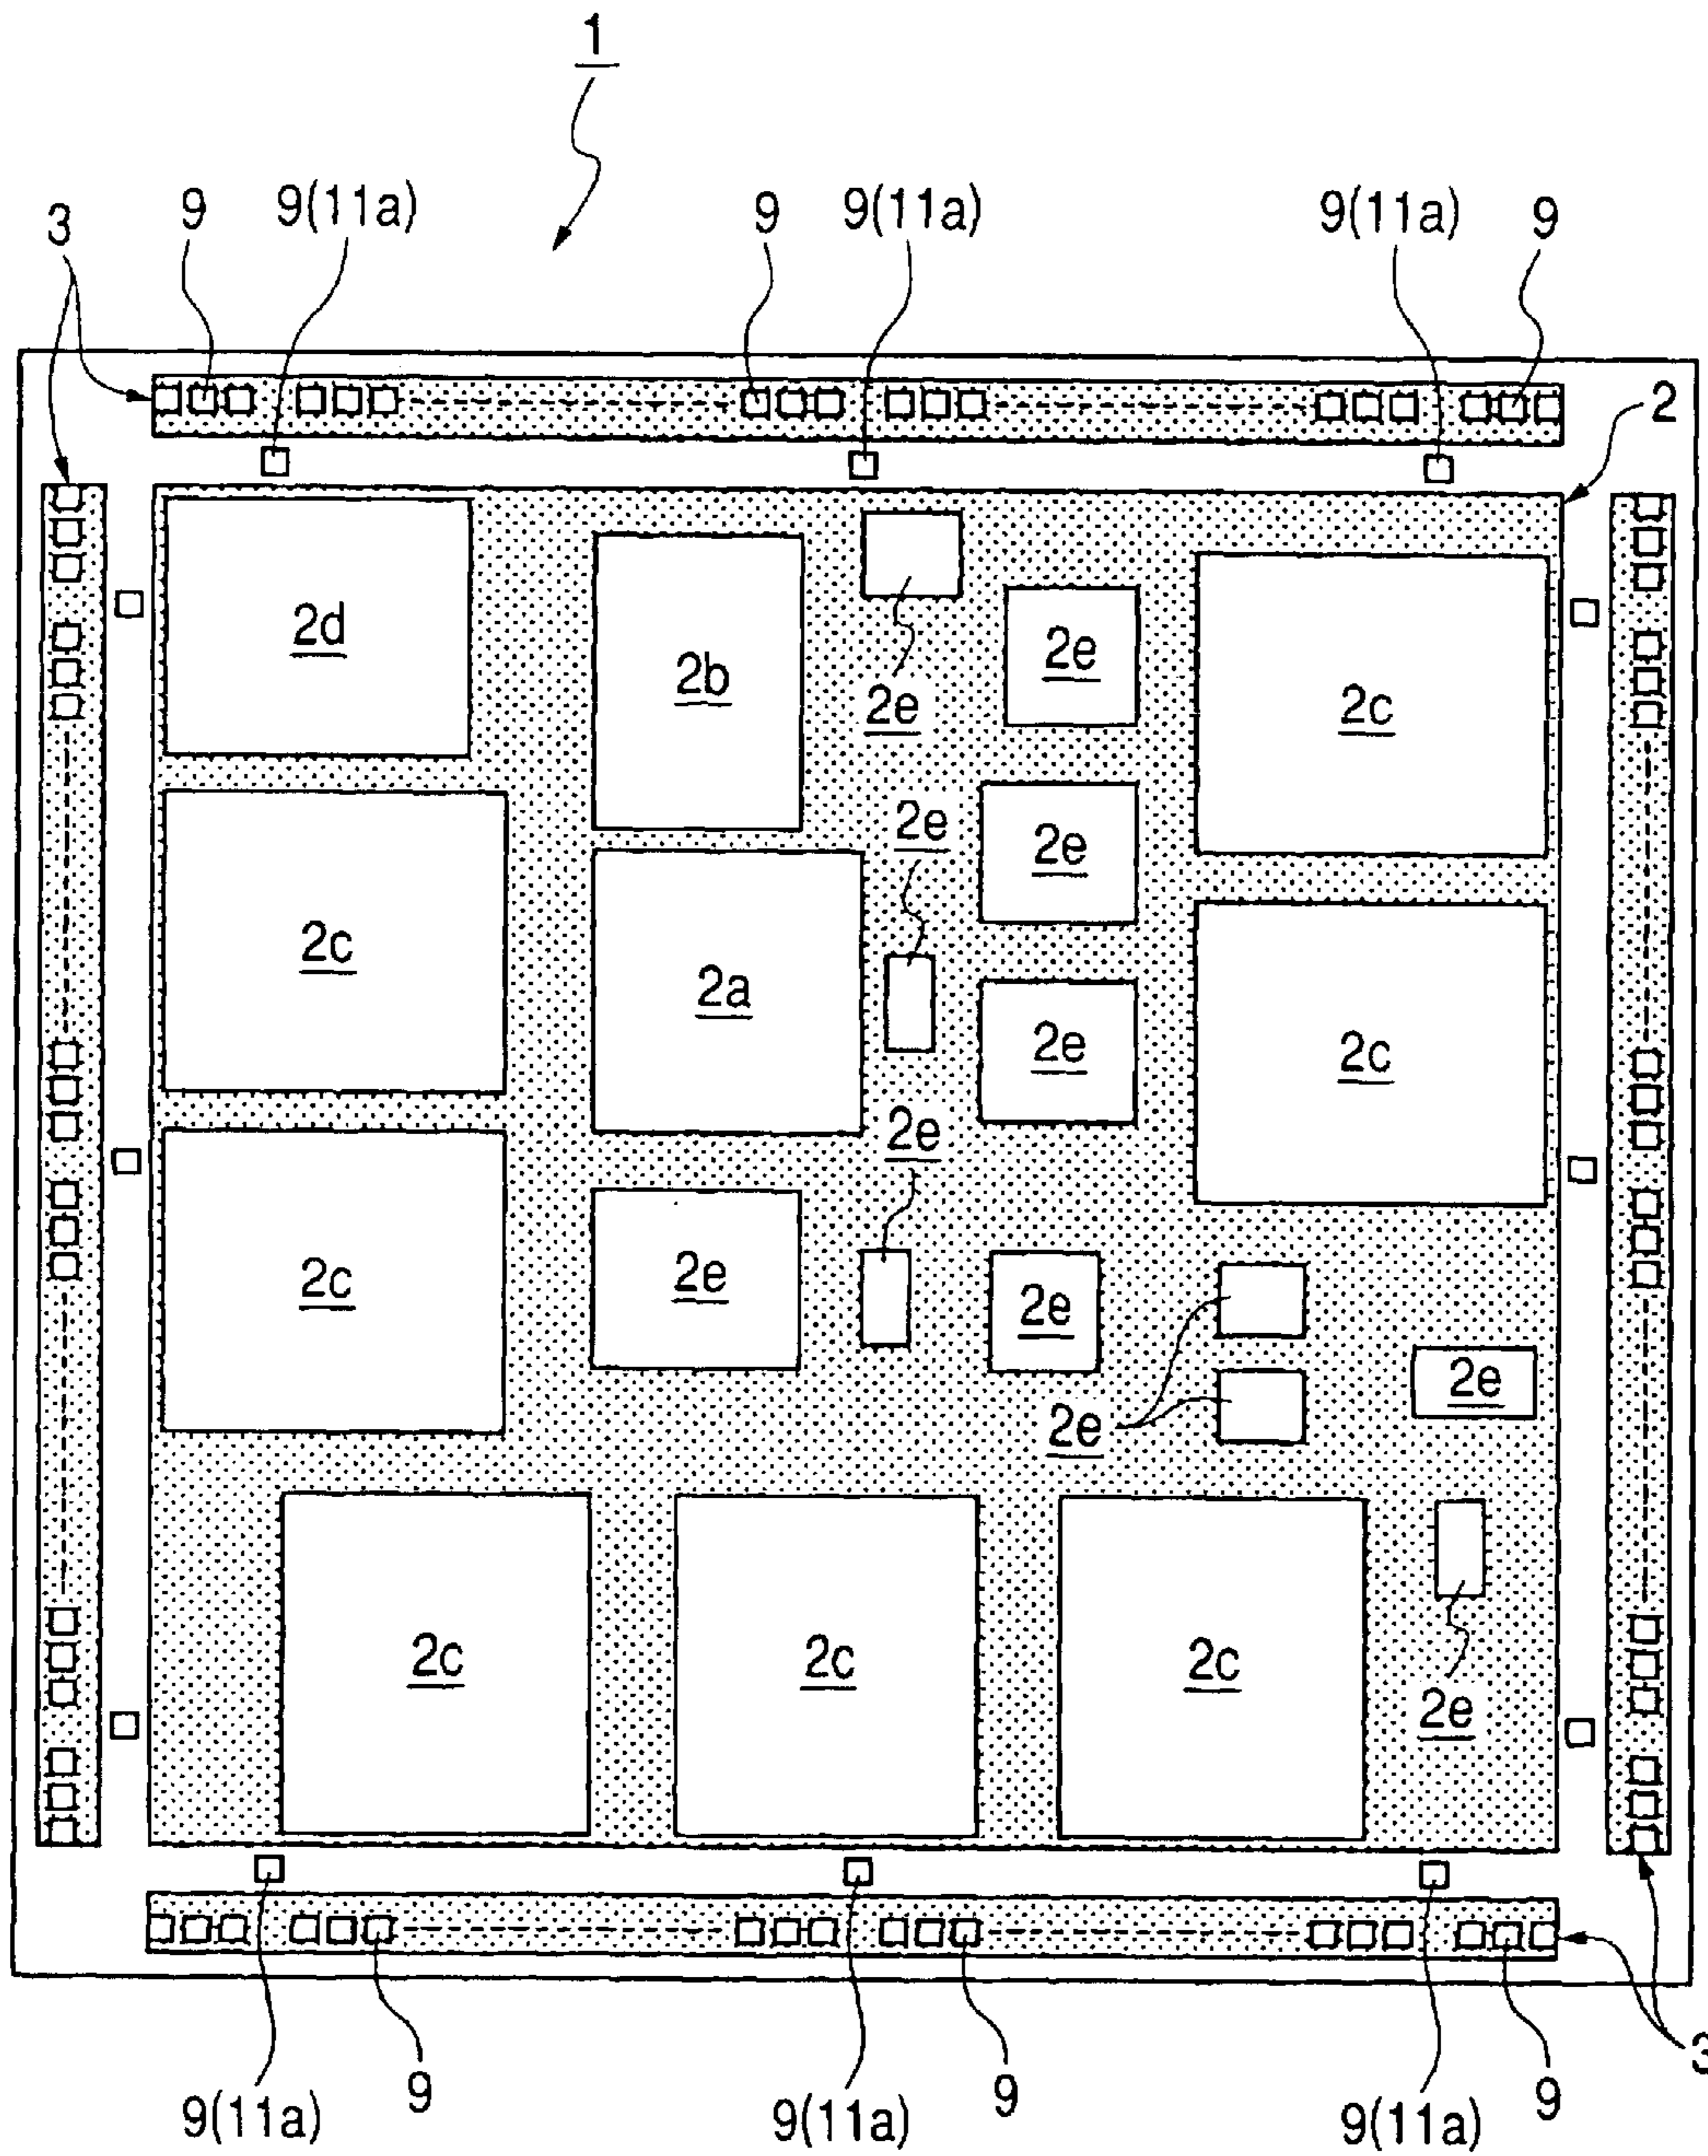 1
3 9 9(11a) 9 9(11a) 9(11a) 9
2
2d 2b 2e 2e 2c
2e 2e
2c 2a 2e 2c
2e
2c 2e 2e
2e 2e
2c 2c 2c 2e
3
9(11a) 9 9(11a) 9 9(11a) 9